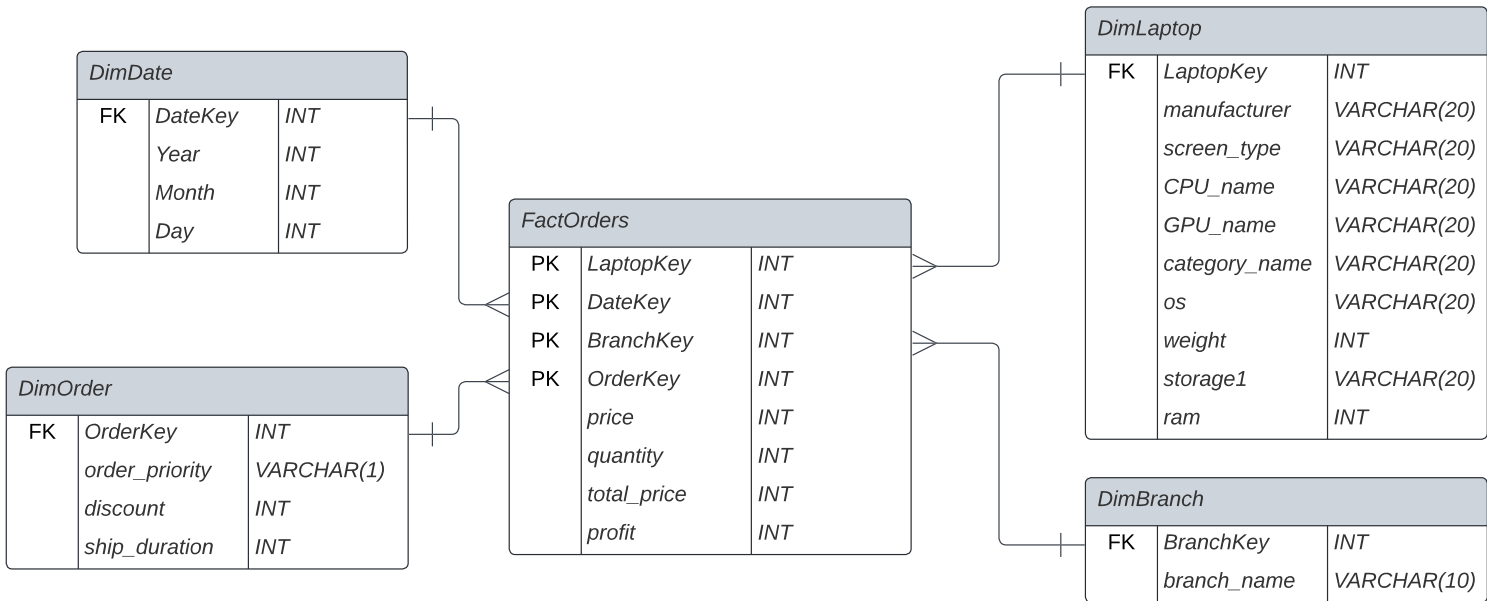 DimDate
FK DateKey INT
Year INT
Month INT
Day INT
DimOrder
FK OrderKey INT
order_priority VARCHAR(1)
discount INT
ship_duration INT
FactOrders
PK LaptopKey INT
PK DateKey INT
PK BranchKey INT
PK OrderKey INT
price INT
quantity INT
total_price INT
profit INT
DimLaptop
FK LaptopKey INT
manufacturer VARCHAR(20)
screen_type VARCHAR(20)
CPU_name VARCHAR(20)
GPU_name VARCHAR(20)
category_name VARCHAR(20)
os VARCHAR(20)
weight INT
storage1 VARCHAR(20)
ram INT
DimBranch
FK BranchKey INT
branch_name VARCHAR(10)